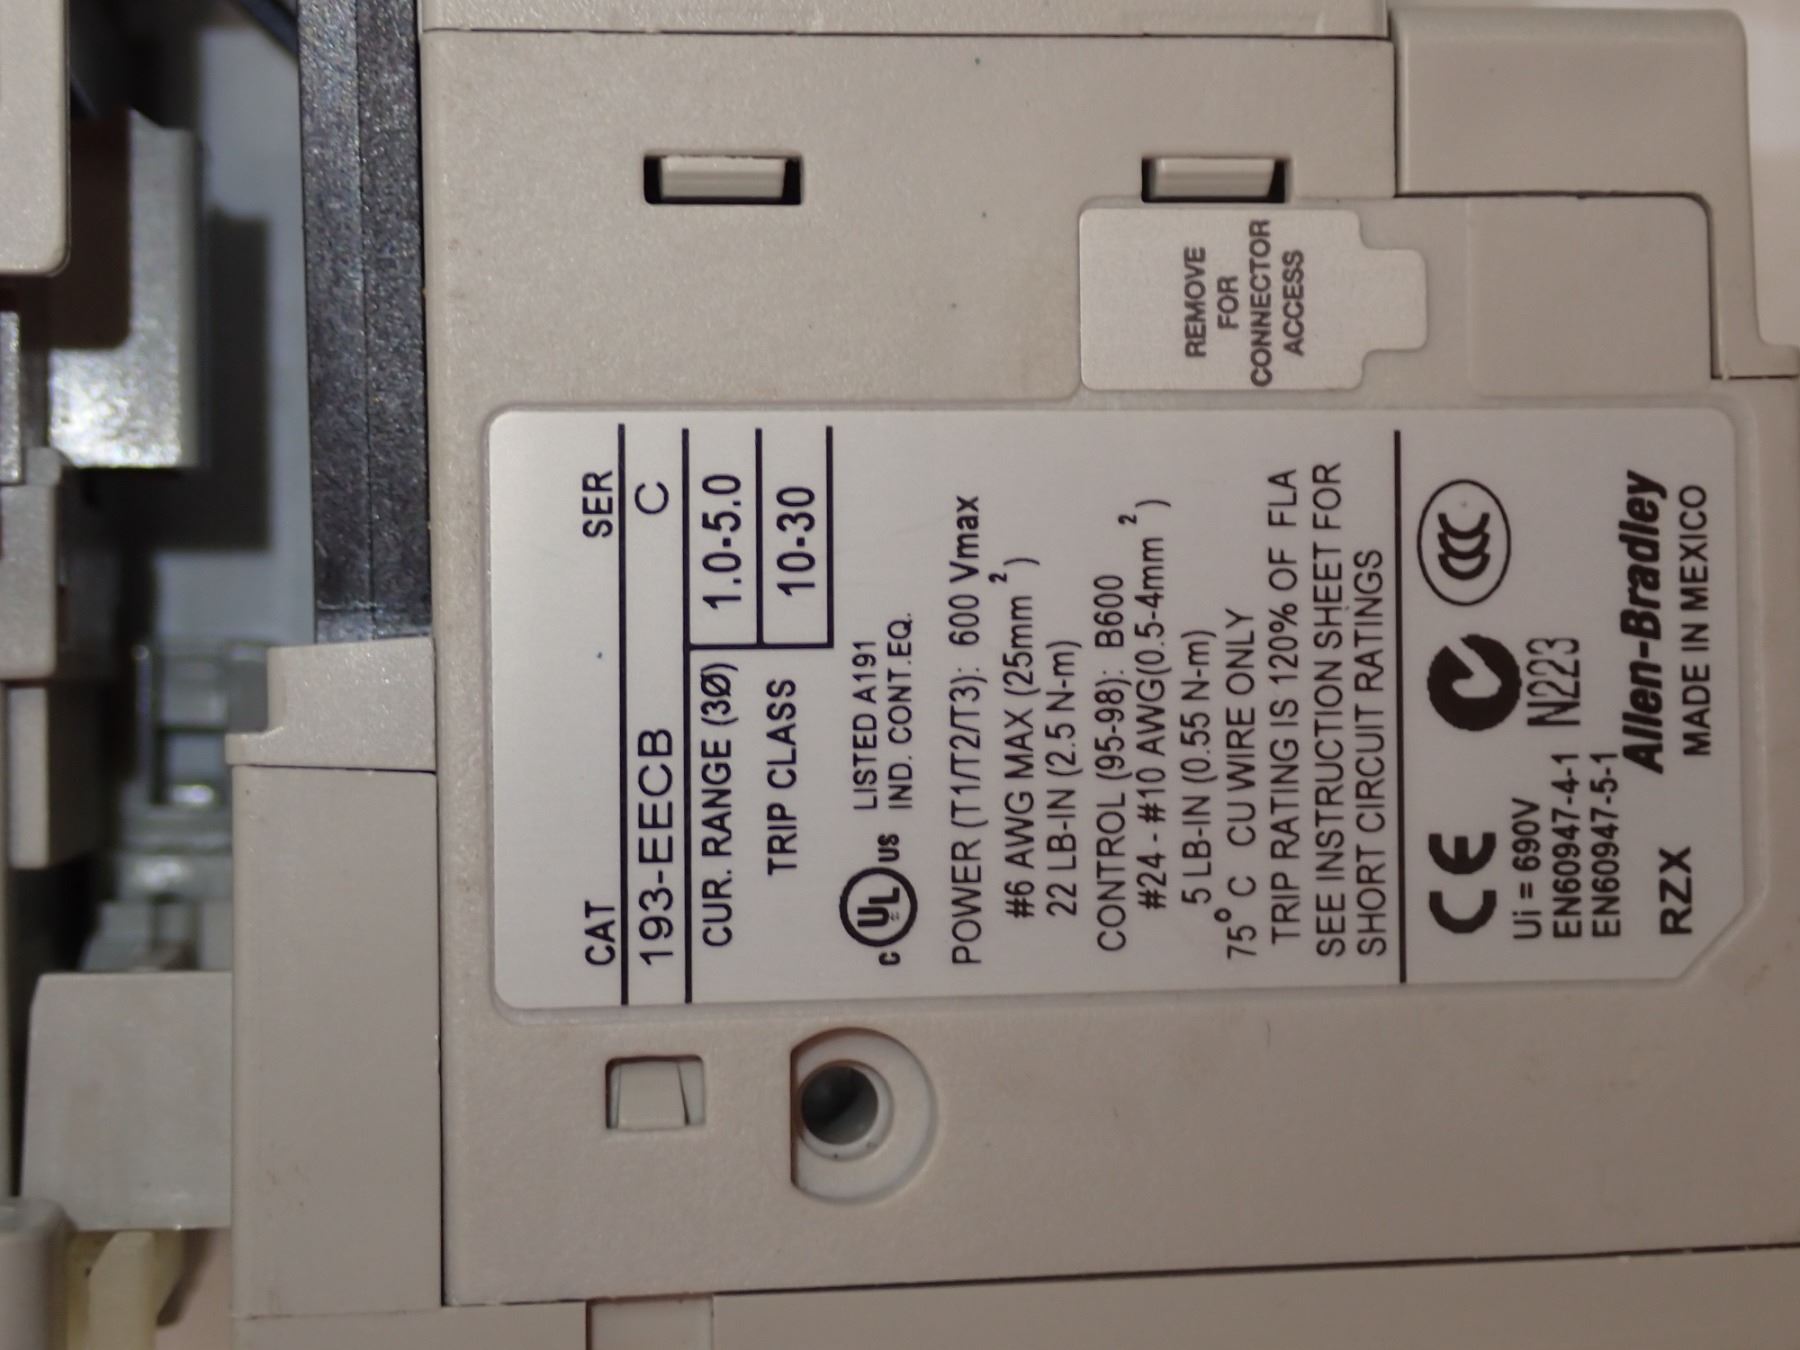 CAT SER
193-EECB C
CUR. RANGE (3Ø) 1.0-5.0
TRIP CLASS 10-30
C UL US LISTED A191
IND. CONT.EQ.
POWER (T1/T2/T3): 600 Vmax
#6 AWG MAX (25mm²)
22 LB-IN (2.5 N-m)
CONTROL (95-98): B600
#24 - #10 AWG(0.5-4mm²)
5 LB-IN (0.55 N-m)
75° C CU WIRE ONLY
TRIP RATING IS 120% OF FLA
SEE INSTRUCTION SHEET FOR
SHORT CIRCUIT RATINGS
CE CCC
Ui = 690V
EN60947-4-1 N223
EN60947-5-1
RZX Allen-Bradley
MADE IN MEXICO
REMOVE
FOR
CONNECTOR
ACCESS